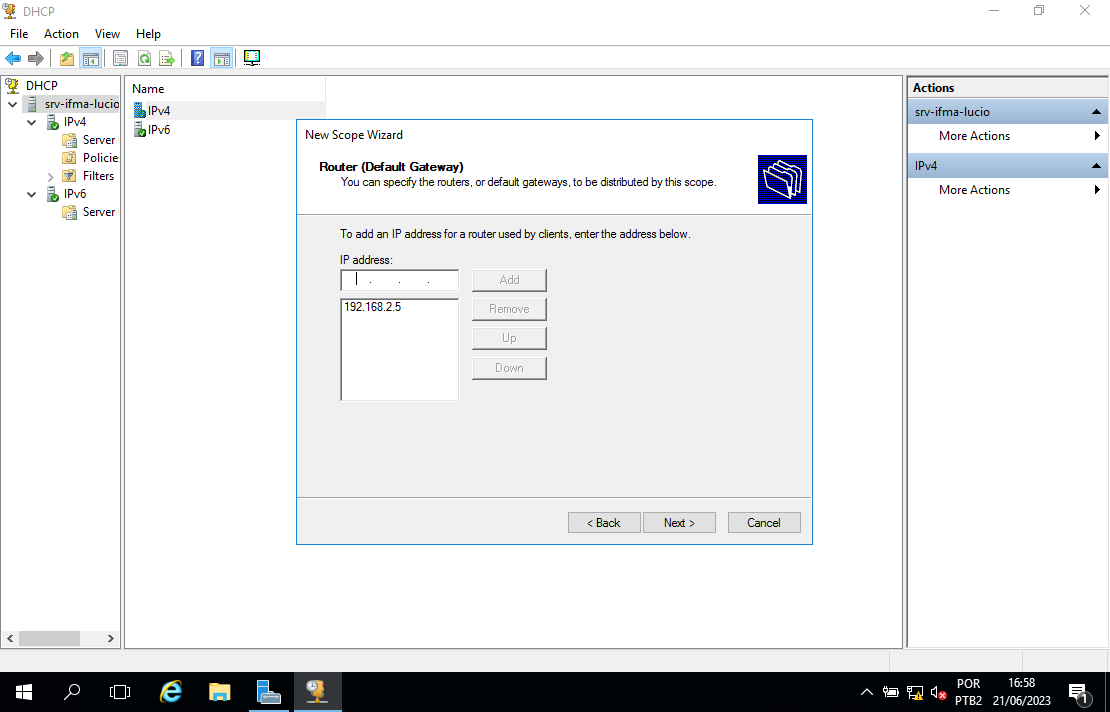 DHCP
File Action View Help
DHCP
srv-ifma-lucio
IPv4
Server
Policie
Filters
IPv6
Server
Name
IPv4
IPv6
New Scope Wizard
Router (Default Gateway)
You can specify the routers, or default gateways, to be distributed by this scope.
To add an IP address for a router used by clients, enter the address below.
IP address:
. . .
Add
192.168.2.5
Remove
Up
Down
< Back Next > Cancel
Actions
srv-ifma-lucio
More Actions
IPv4
More Actions
POR
PTB2
16:58
21/06/2023
1